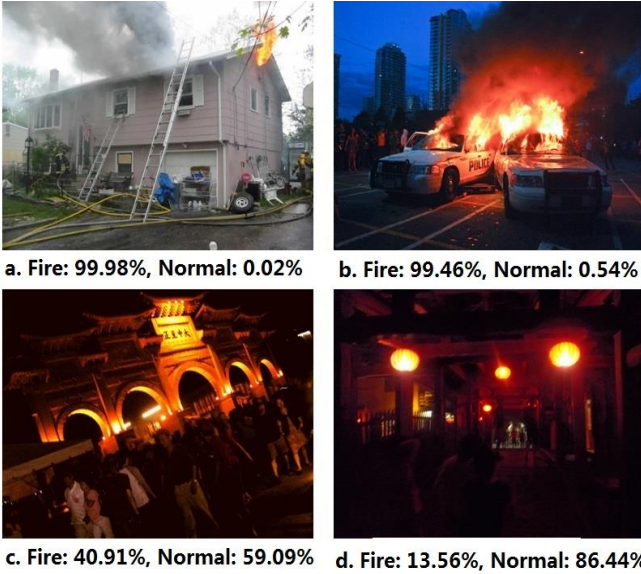 a. Fire: 99.98%, Normal: 0.02%
POLICE
b. Fire: 99.46%, Normal: 0.54%
c. Fire: 40.91%, Normal: 59.09%
d. Fire: 13.56%, Normal: 86.44%